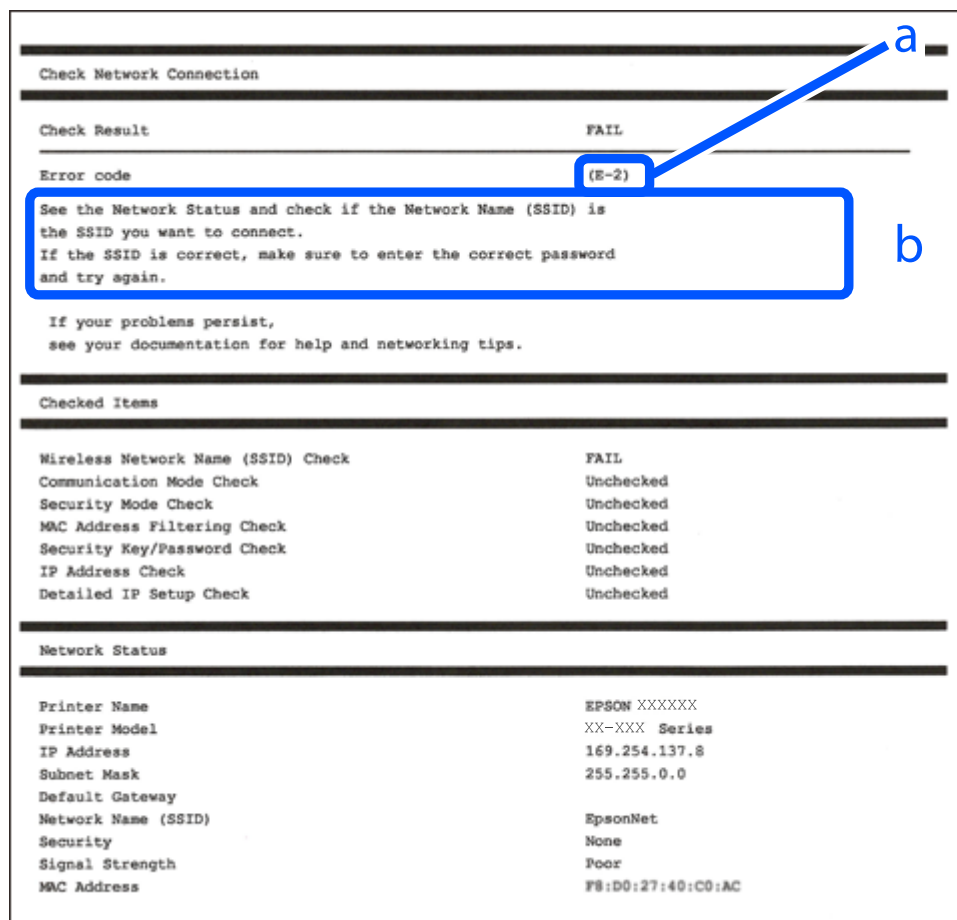 a
Check Network Connection
Check Result FAIL
Error code (E-2)
See the Network Status and check if the Network Name (SSID) is
the SSID you want to connect.
If the SSID is correct, make sure to enter the correct password
and try again.
b
If your problems persist,
see your documentation for help and networking tips.
Checked Items
Wireless Network Name (SSID) Check FAIL
Communication Mode Check Unchecked
Security Mode Check Unchecked
MAC Address Filtering Check Unchecked
Security Key/Password Check Unchecked
IP Address Check Unchecked
Detailed IP Setup Check Unchecked
Network Status
Printer Name EPSON XXXXXX
Printer Model XX-XXX Series
IP Address 169.254.137.8
Subnet Mask 255.255.0.0
Default Gateway
Network Name (SSID) EpsonNet
Security None
Signal Strength Poor
MAC Address F8:D0:27:40:C0:AC